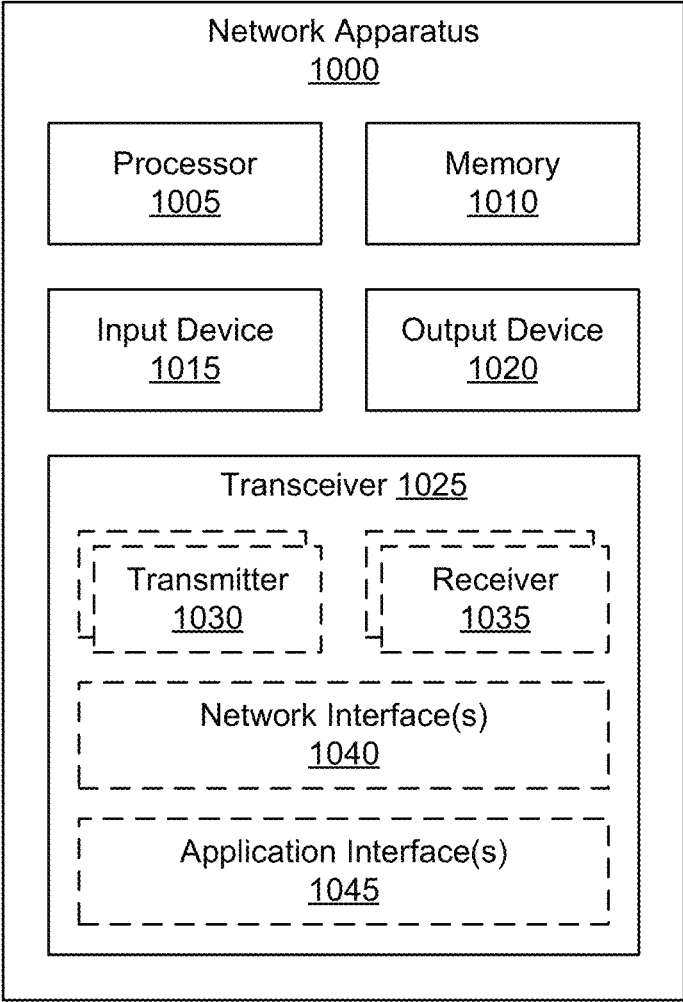 Network Apparatus
1000
Processor
1005
Memory
1010
Input Device
1015
Output Device
1020
Transceiver 1025
Transmitter
1030
Receiver
1035
Network Interface(s)
1040
Application Interface(s)
1045